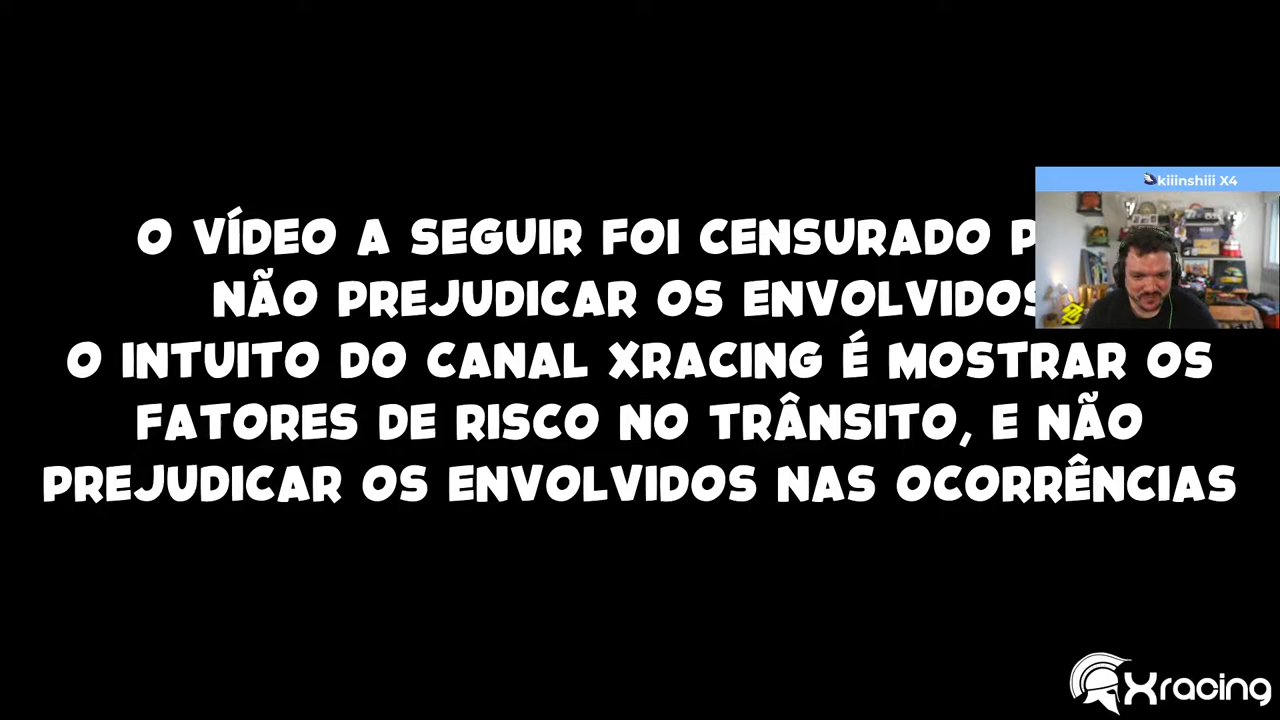 kiiinshiii X4
O VÍDEO A SEGUIR FOI CENSURADO P
NÃO PREJUDICAR OS ENVOLVIDOS
O INTUITO DO CANAL XRACING É MOSTRAR OS
FATORES DE RISCO NO TRÂNSITO, E NÃO
PREJUDICAR OS ENVOLVIDOS NAS OCORRÊNCIAS
Xracing